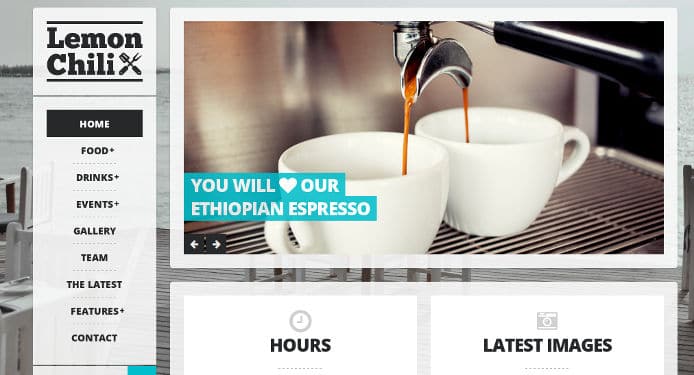 Lemon
Chili
HOME
FOOD+
DRINKS+
EVENTS+
GALLERY
TEAM
THE LATEST
FEATURES+
CONTACT
YOU WILL ♥ OUR
ETHIOPIAN ESPRESSO
HOURS
LATEST IMAGES